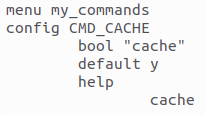 menu my_commands
config CMD_CACHE
        bool "cache"
        default y
        help
                cache